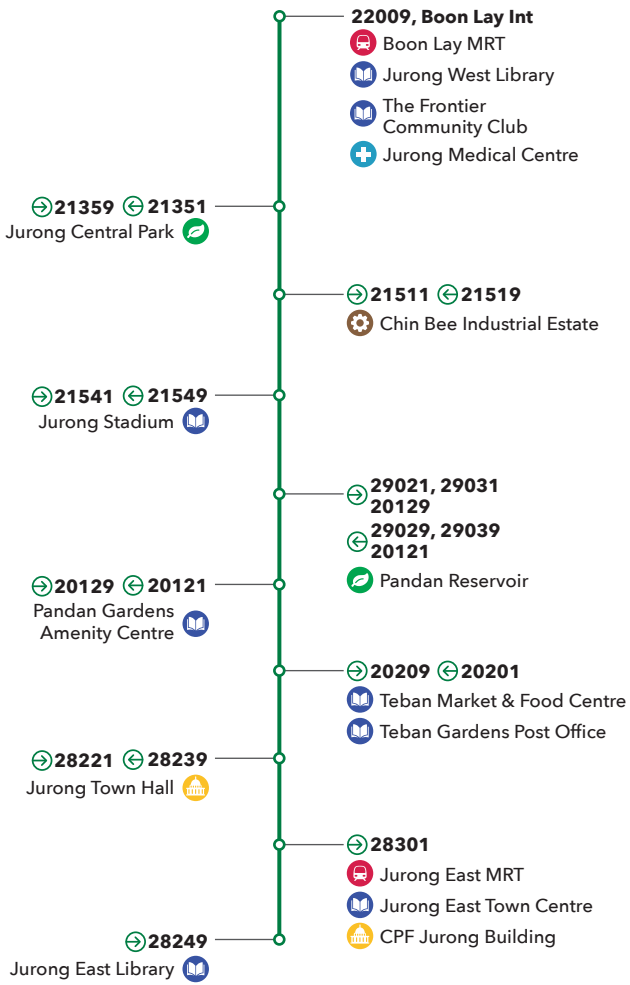 22009, Boon Lay Int
Boon Lay MRT
Jurong West Library
The Frontier
Community Club
Jurong Medical Centre
21359 21351
Jurong Central Park
21511 21519
Chin Bee Industrial Estate
21541 21549
Jurong Stadium
29021, 29031
20129
29029, 29039
20121
Pandan Reservoir
20129 20121
Pandan Gardens
Amenity Centre
20209 20201
Teban Market & Food Centre
Teban Gardens Post Office
28221 28239
Jurong Town Hall
28301
Jurong East MRT
Jurong East Town Centre
CPF Jurong Building
28249
Jurong East Library